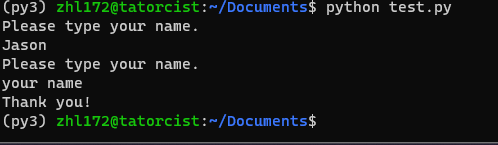 (py3) zhl172@tatorcist:~/Documents$ python test.py
Please type your name.
Jason
Please type your name.
your name
Thank you!
(py3) zhl172@tatorcist:~/Documents$